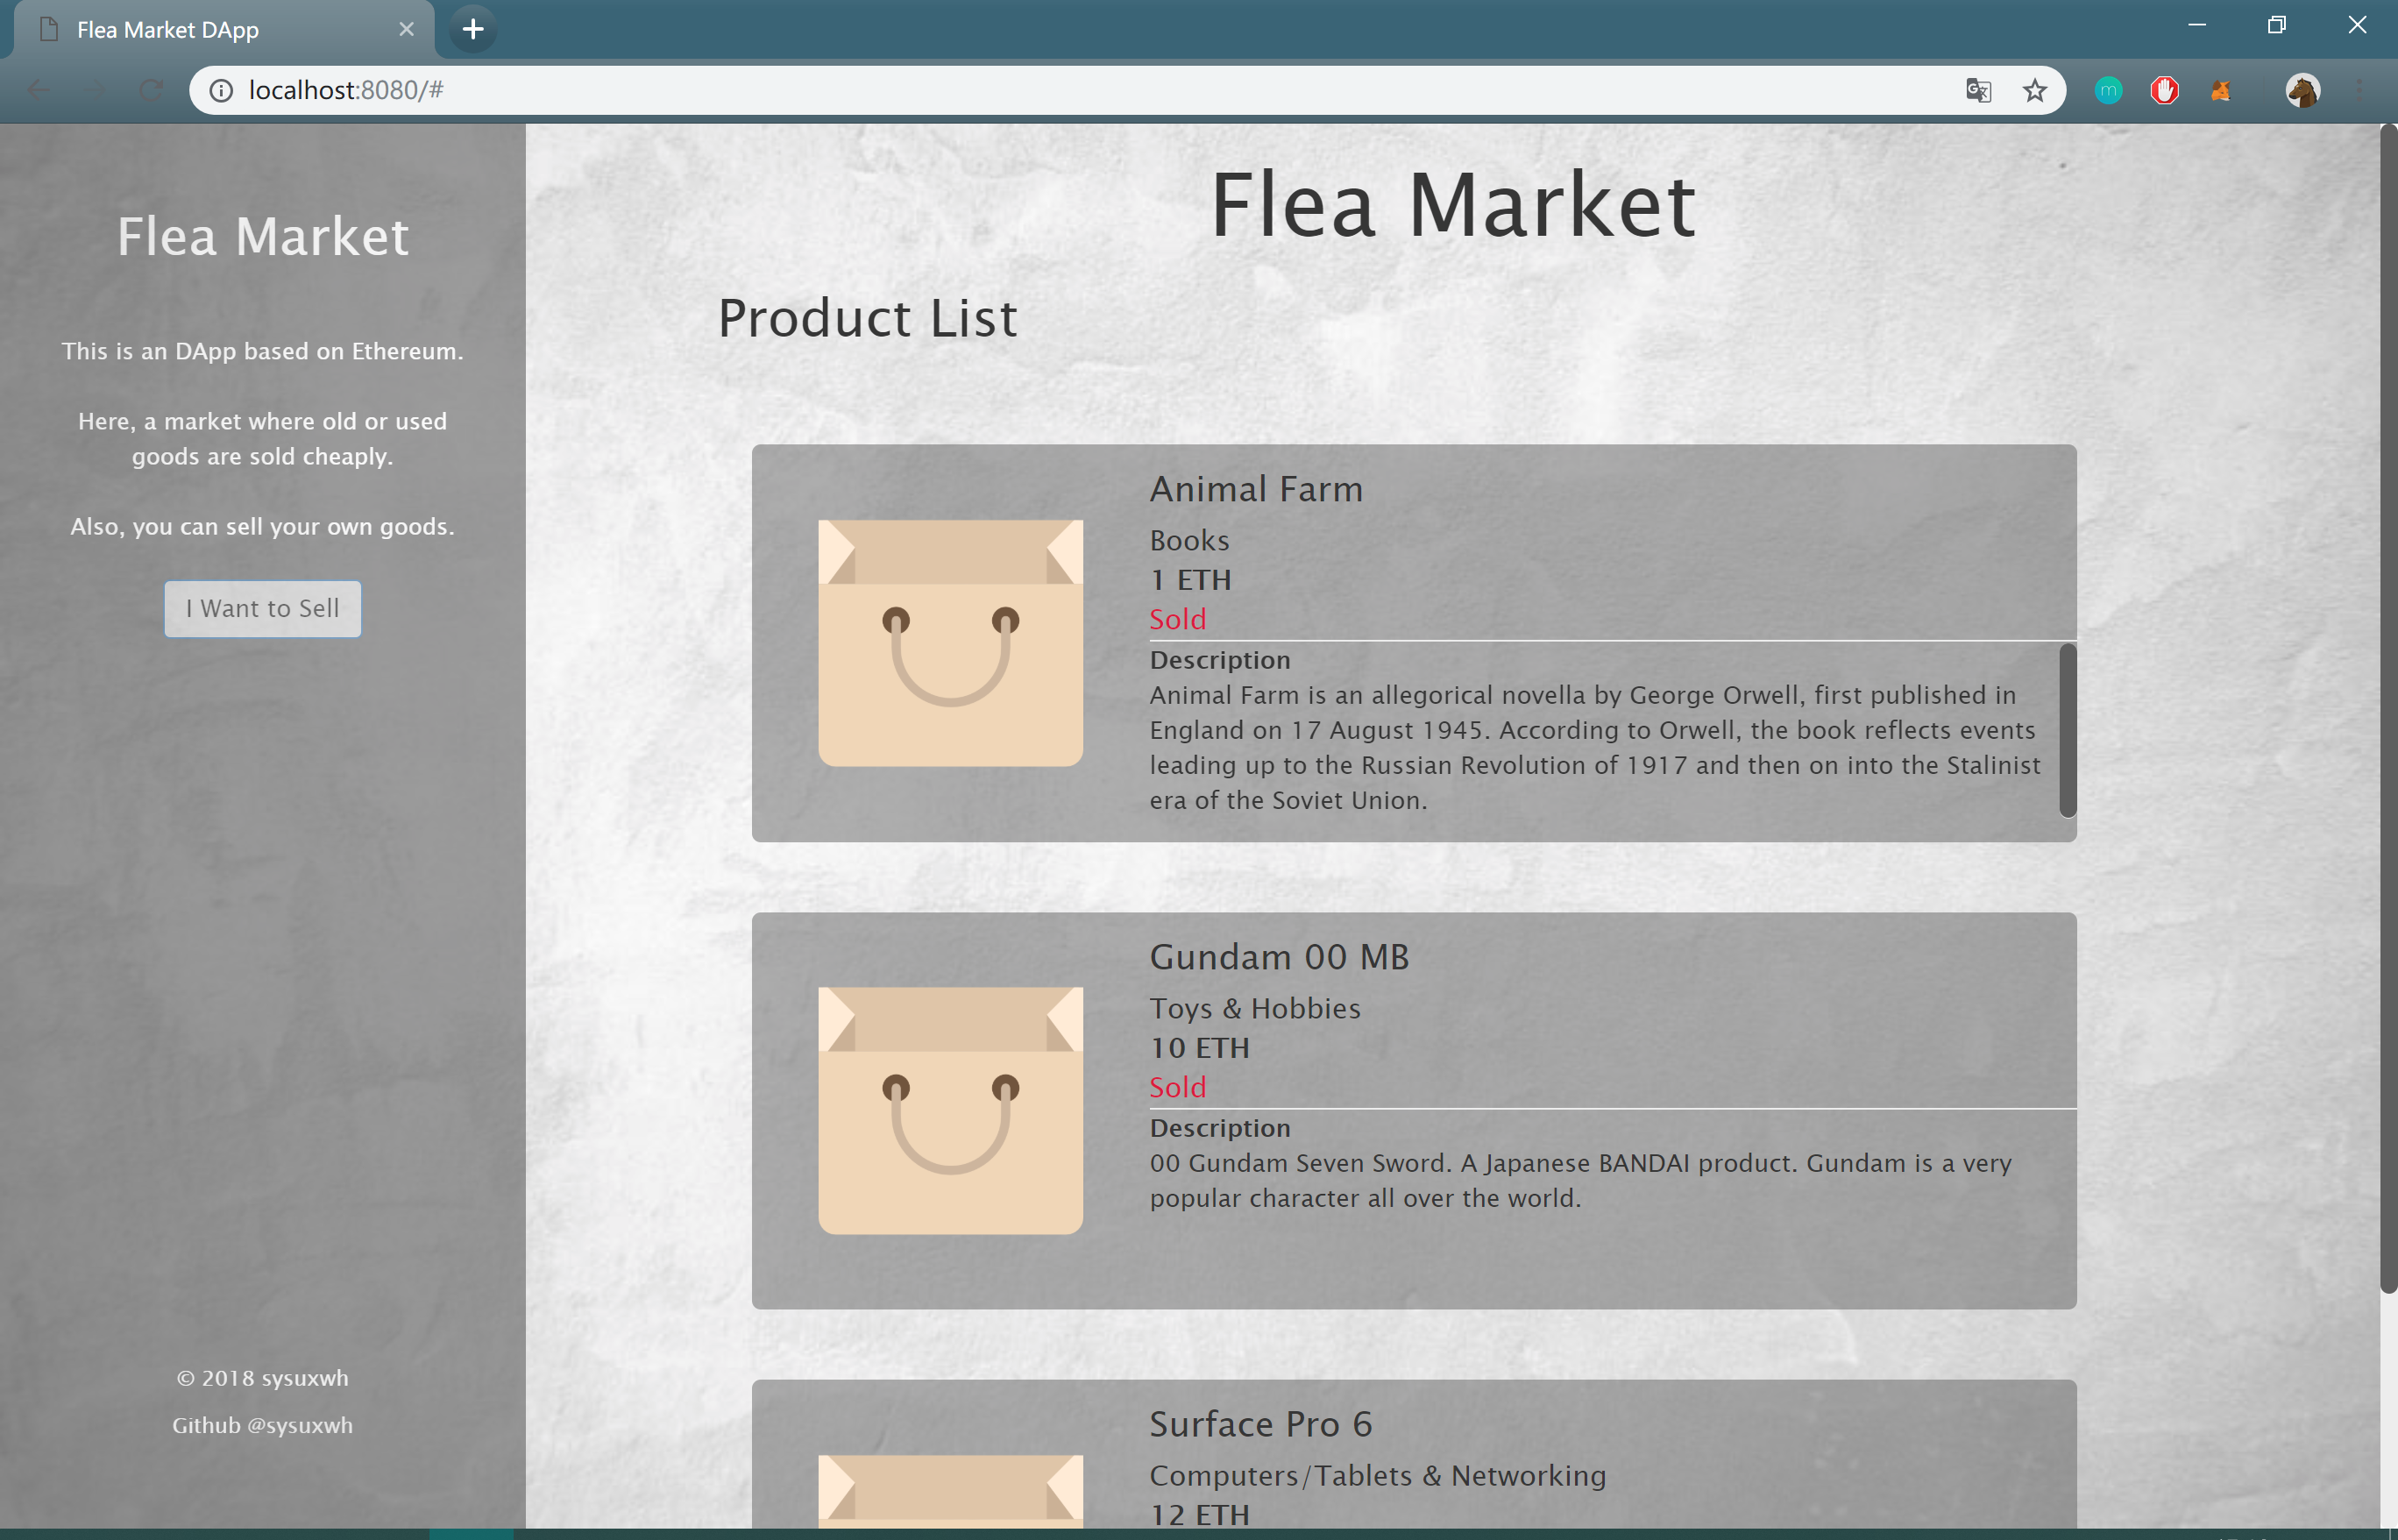 Flea Market DApp
localhost:8080/#
Flea Market
This is an DApp based on Ethereum.
Here, a market where old or used
goods are sold cheaply.
Also, you can sell your own goods.
I Want to Sell
© 2018 sysuxwh
Github @sysuxwh
Flea Market
Product List
Animal Farm
Books
1 ETH
Sold
Description
Animal Farm is an allegorical novella by George Orwell, first published in
England on 17 August 1945. According to Orwell, the book reflects events
leading up to the Russian Revolution of 1917 and then on into the Stalinist
era of the Soviet Union.
Gundam 00 MB
Toys & Hobbies
10 ETH
Sold
Description
00 Gundam Seven Sword. A Japanese BANDAI product. Gundam is a very
popular character all over the world.
Surface Pro 6
Computers/Tablets & Networking
12 ETH